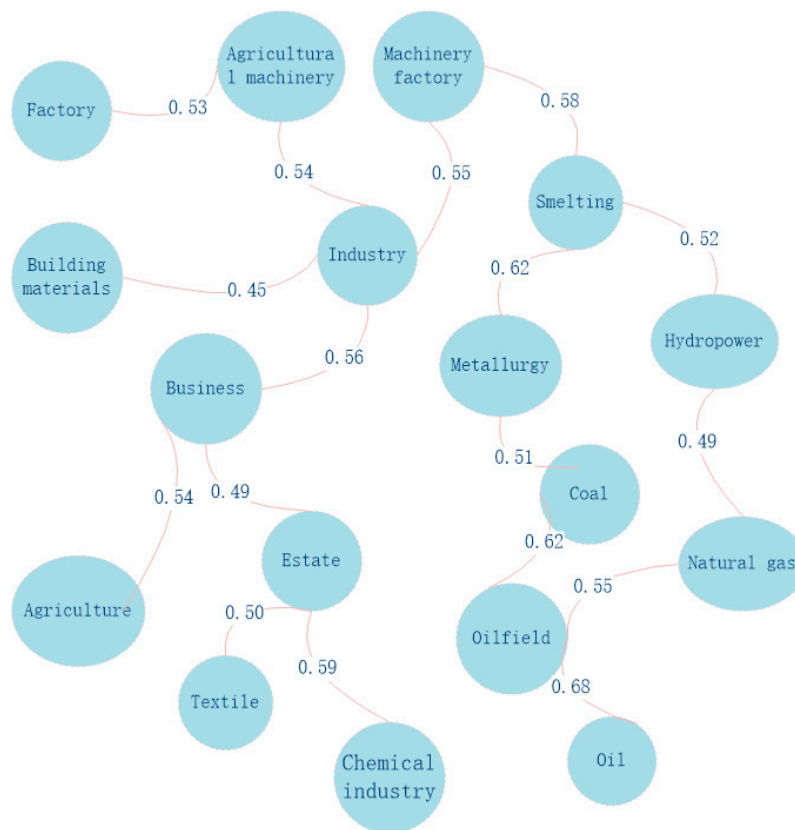 Agricultura
l machinery
Machinery
factory
Factory
0.53
0.58
0.54
0.55
Smelting
0.52
Industry
0.62
Building
materials
0.45
Hydropower
0.56
Metallurgy
Business
0.49
0.51
0.54
0.49
Coal
0.62
Estate
Natural gas
0.55
Agriculture
0.50
Oilfield
0.59
0.68
Textile
Oil
Chemical
industry